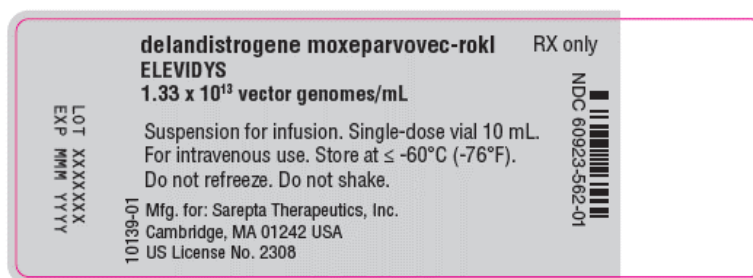 delandistrogene moxeparvovec-rokl
RX only
ELEVIDYS
1.33 x 10¹³ vector genomes/mL
Suspension for infusion. Single-dose vial 10 mL.
For intravenous use. Store at ≤ -60°C (-76°F).
Do not refreeze. Do not shake.
Mfg. for: Sarepta Therapeutics, Inc.
Cambridge, MA 01242 USA
US License No. 2308
10139-01
LOT XXXXXXX
EXP MMM YYYY
NDC 60923-562-01